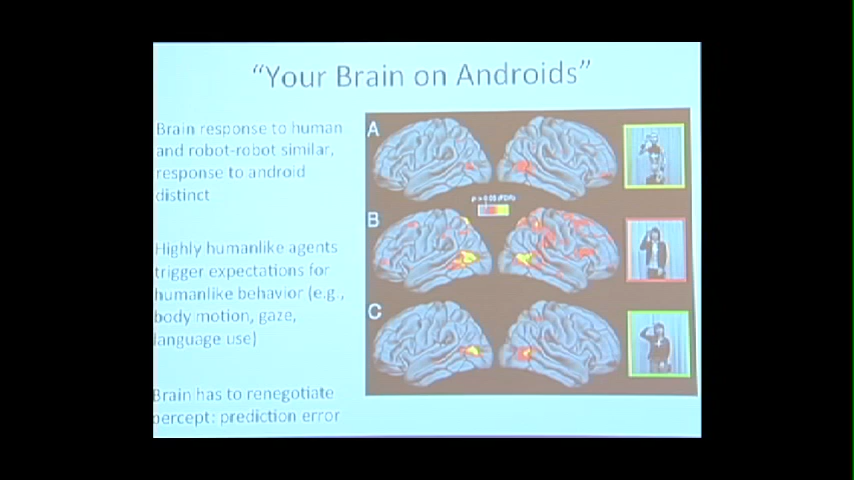 “Your Brain on Androids”
Brain response to human
and robot-robot similar,
response to android
distinct
Highly humanlike agents
trigger expectations for
humanlike behavior (e.g.,
body motion, gaze,
language use)
Brain has to renegotiate
percept: prediction error
A
B
C